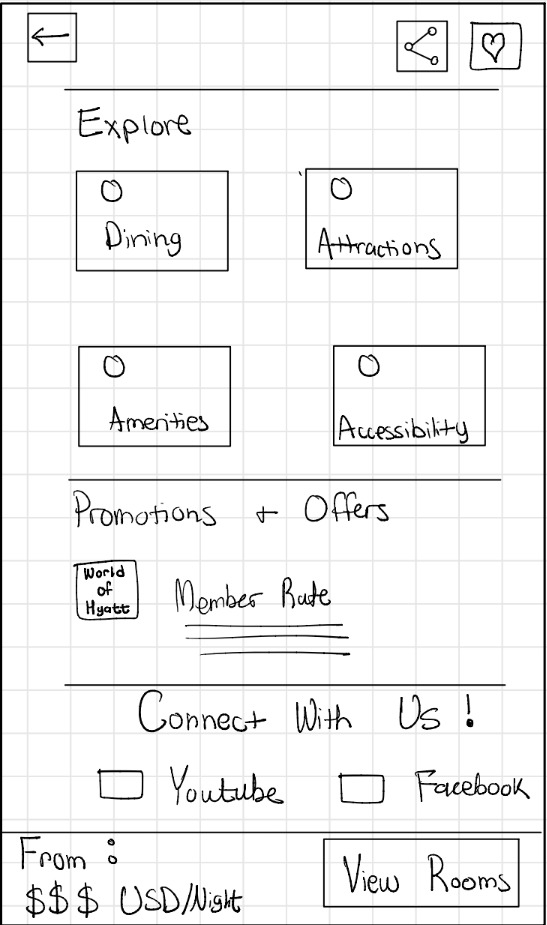 Explore
Dining
Attractions
Amenities
Accessibility
Promotions + Offers
World
of
Hyatt
Member Rate
Connect With Us !
Youtube
Facebook
From :
$$$ USD/Night
View Rooms